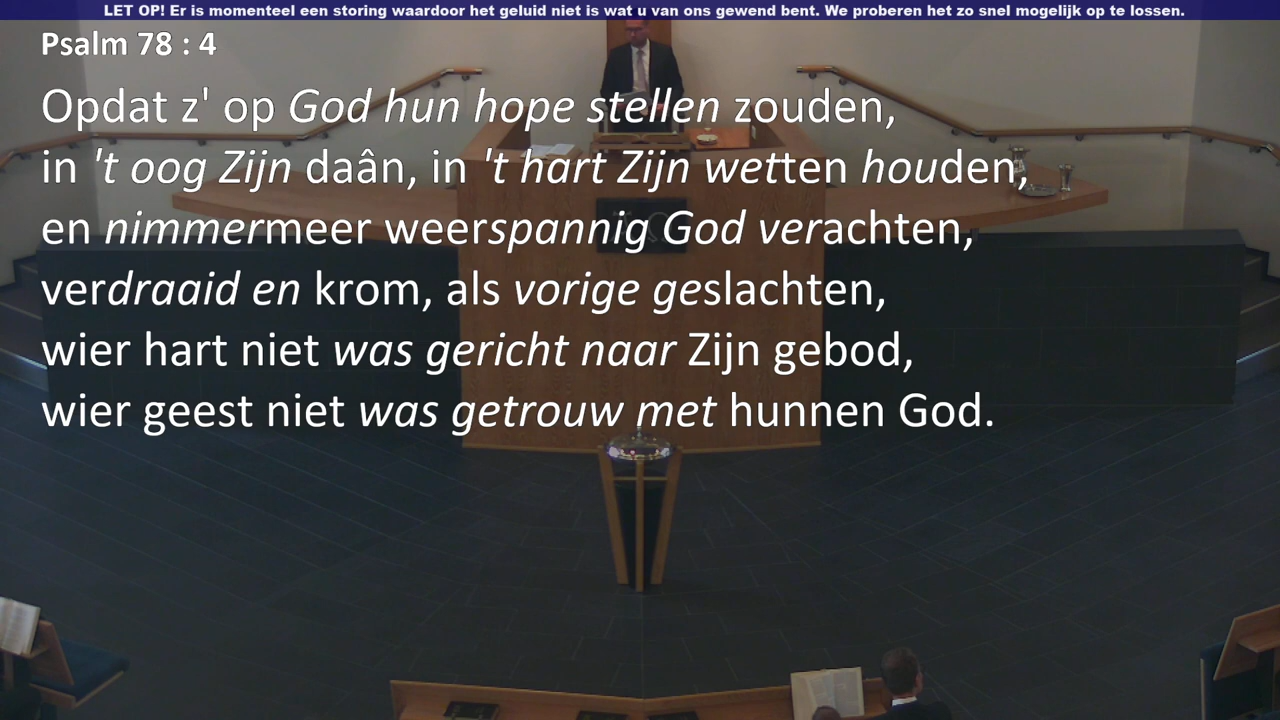 LET OP! Er is momenteel een storing waardoor het geluid niet is wat u van ons gewend bent. We proberen het zo snel mogelijk op te lossen.
Psalm 78 : 4
Opdat z' op God hun hope stellen zouden,
in 't oog Zijn daân, in 't hart Zijn wetten houden,
en nimmermeer weerspannig God verachten,
verdraaid en krom, als vorige geslachten,
wier hart niet was gericht naar Zijn gebod,
wier geest niet was getrouw met hunnen God.